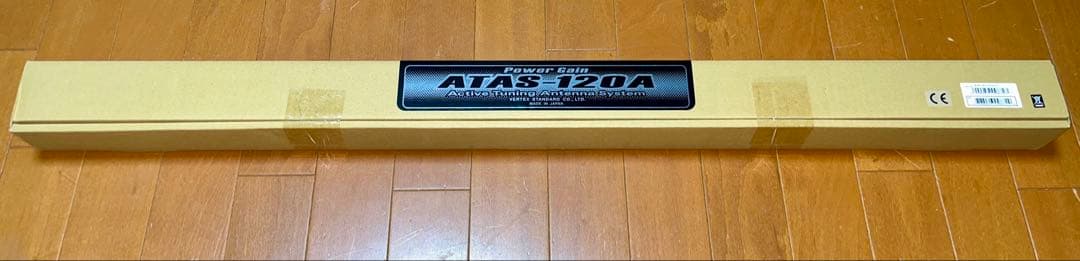 Power Gain
ATAS-120A
Active Tuning Antenna System
VERTEX STANDARD CO., LTD.
MADE IN JAPAN
CE